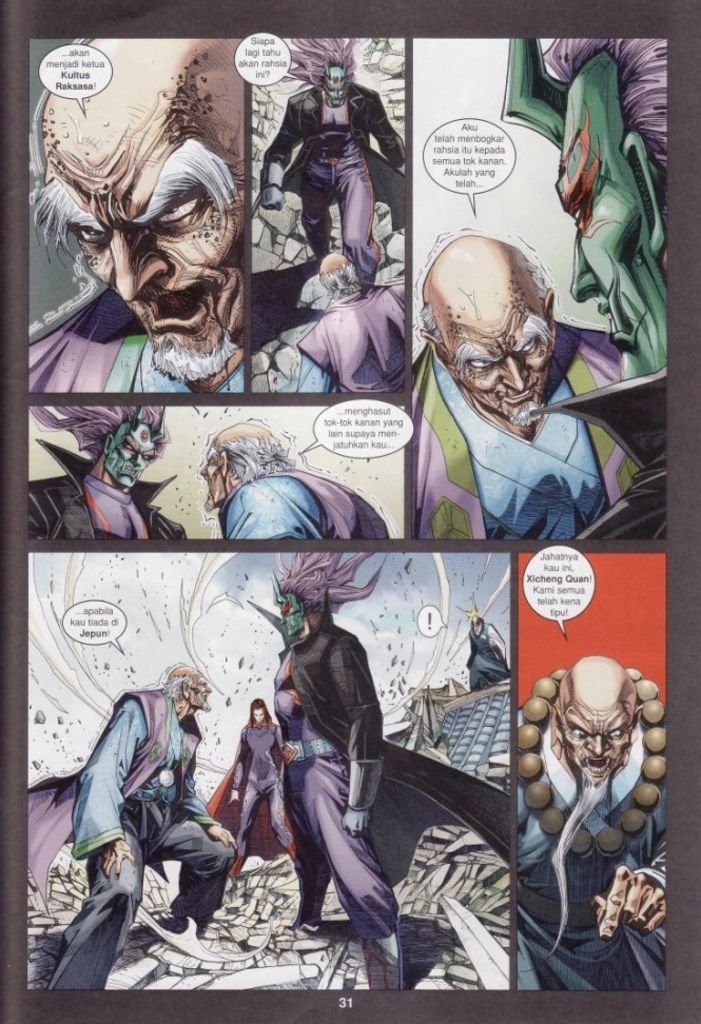 ...akan
menjadi ketua
Kultus
Raksasa!
Siapa
lagi tahu
akan rahsia
ini?
Aku
telah menbogkar
rahsia itu kepada
semua tok kanan.
Akulah yang
telah...
...menghasut
tok-tok kanan yang
lain supaya men-
jatuhkan kau...
...apabila
kau tiada di
Jepun!
!
Jahatnya
kau ini,
Xicheng Quan!
Kami semua
telah kena
tipu!
31